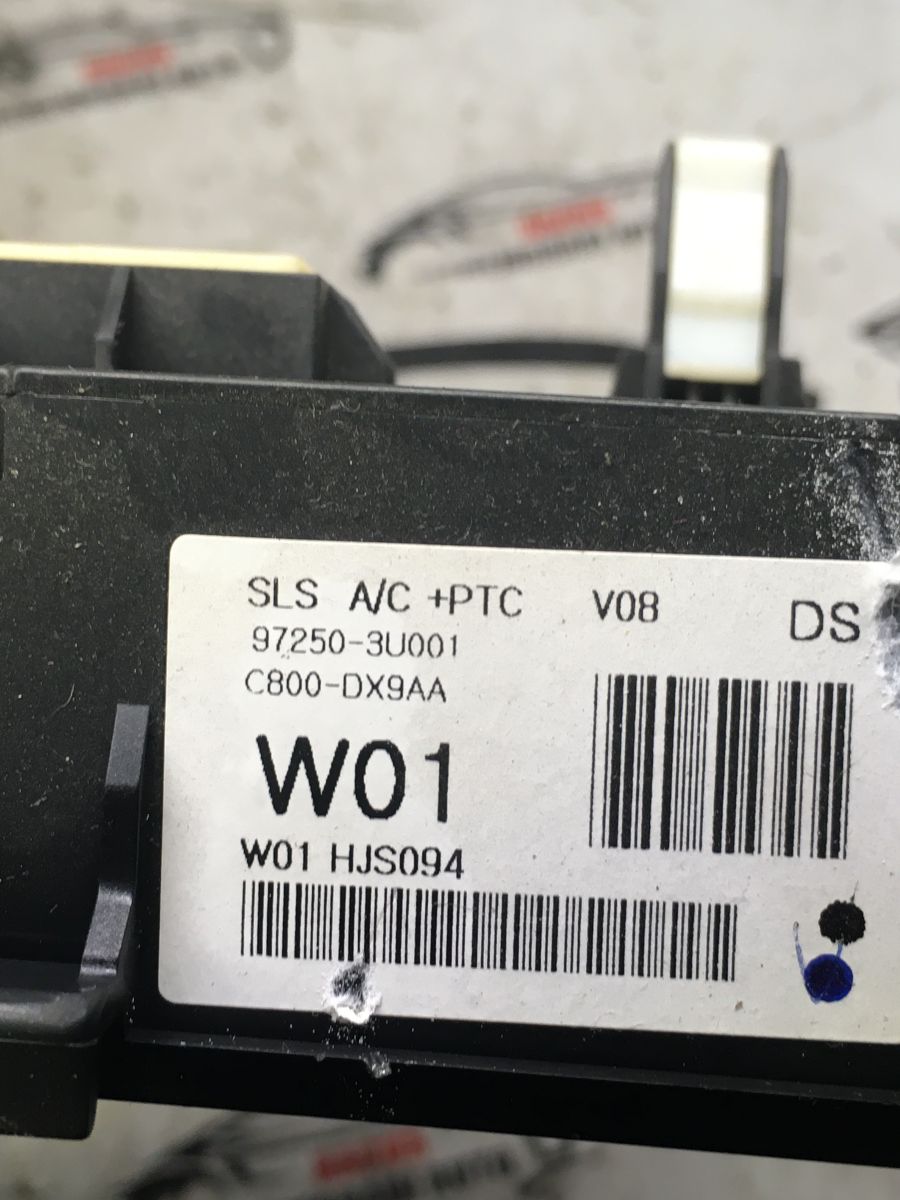 SLS A/C +PTC V08 DS
97250-3U001
C800-DX9AA
W01
W01 HJS094